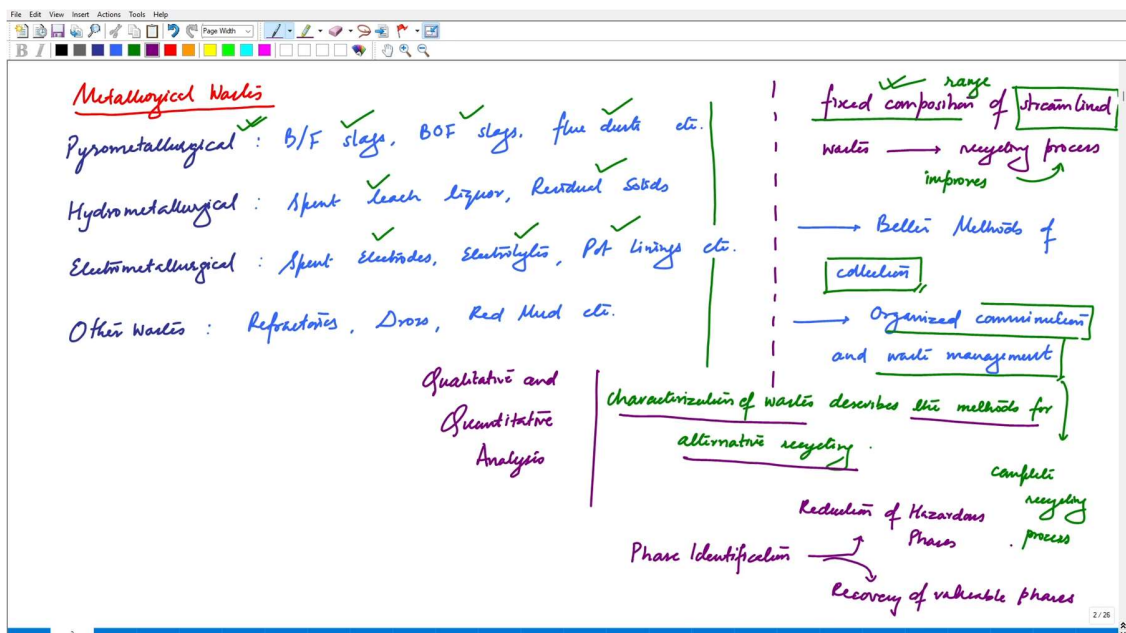 File Edit View Insert Actions Tools Help
Page Width
B I
Metallurgical Wastes
Pyrometallurgical : B/F slags, BOF slags, flue dusts etc.
Hydrometallurgical : Spent leach liquor, Residual Solids
Electrometallurgical : Spent Electrodes, Electrolytes, Pot Linings etc.
Other Wastes : Refractories, Dross, Red Mud etc.
range
fixed composition of streamlined
wastes → recycling process
improves
→ Better Methods of
collection
→ Organized comminution
and waste management
Qualitative and
Quantitative
Analysis
characterization of wastes describes the methods for
alternative recycling.
complete
recycling
process
Reduction of Hazardous
Phases
Phase Identification
Recovery of valueable phases
2 / 26